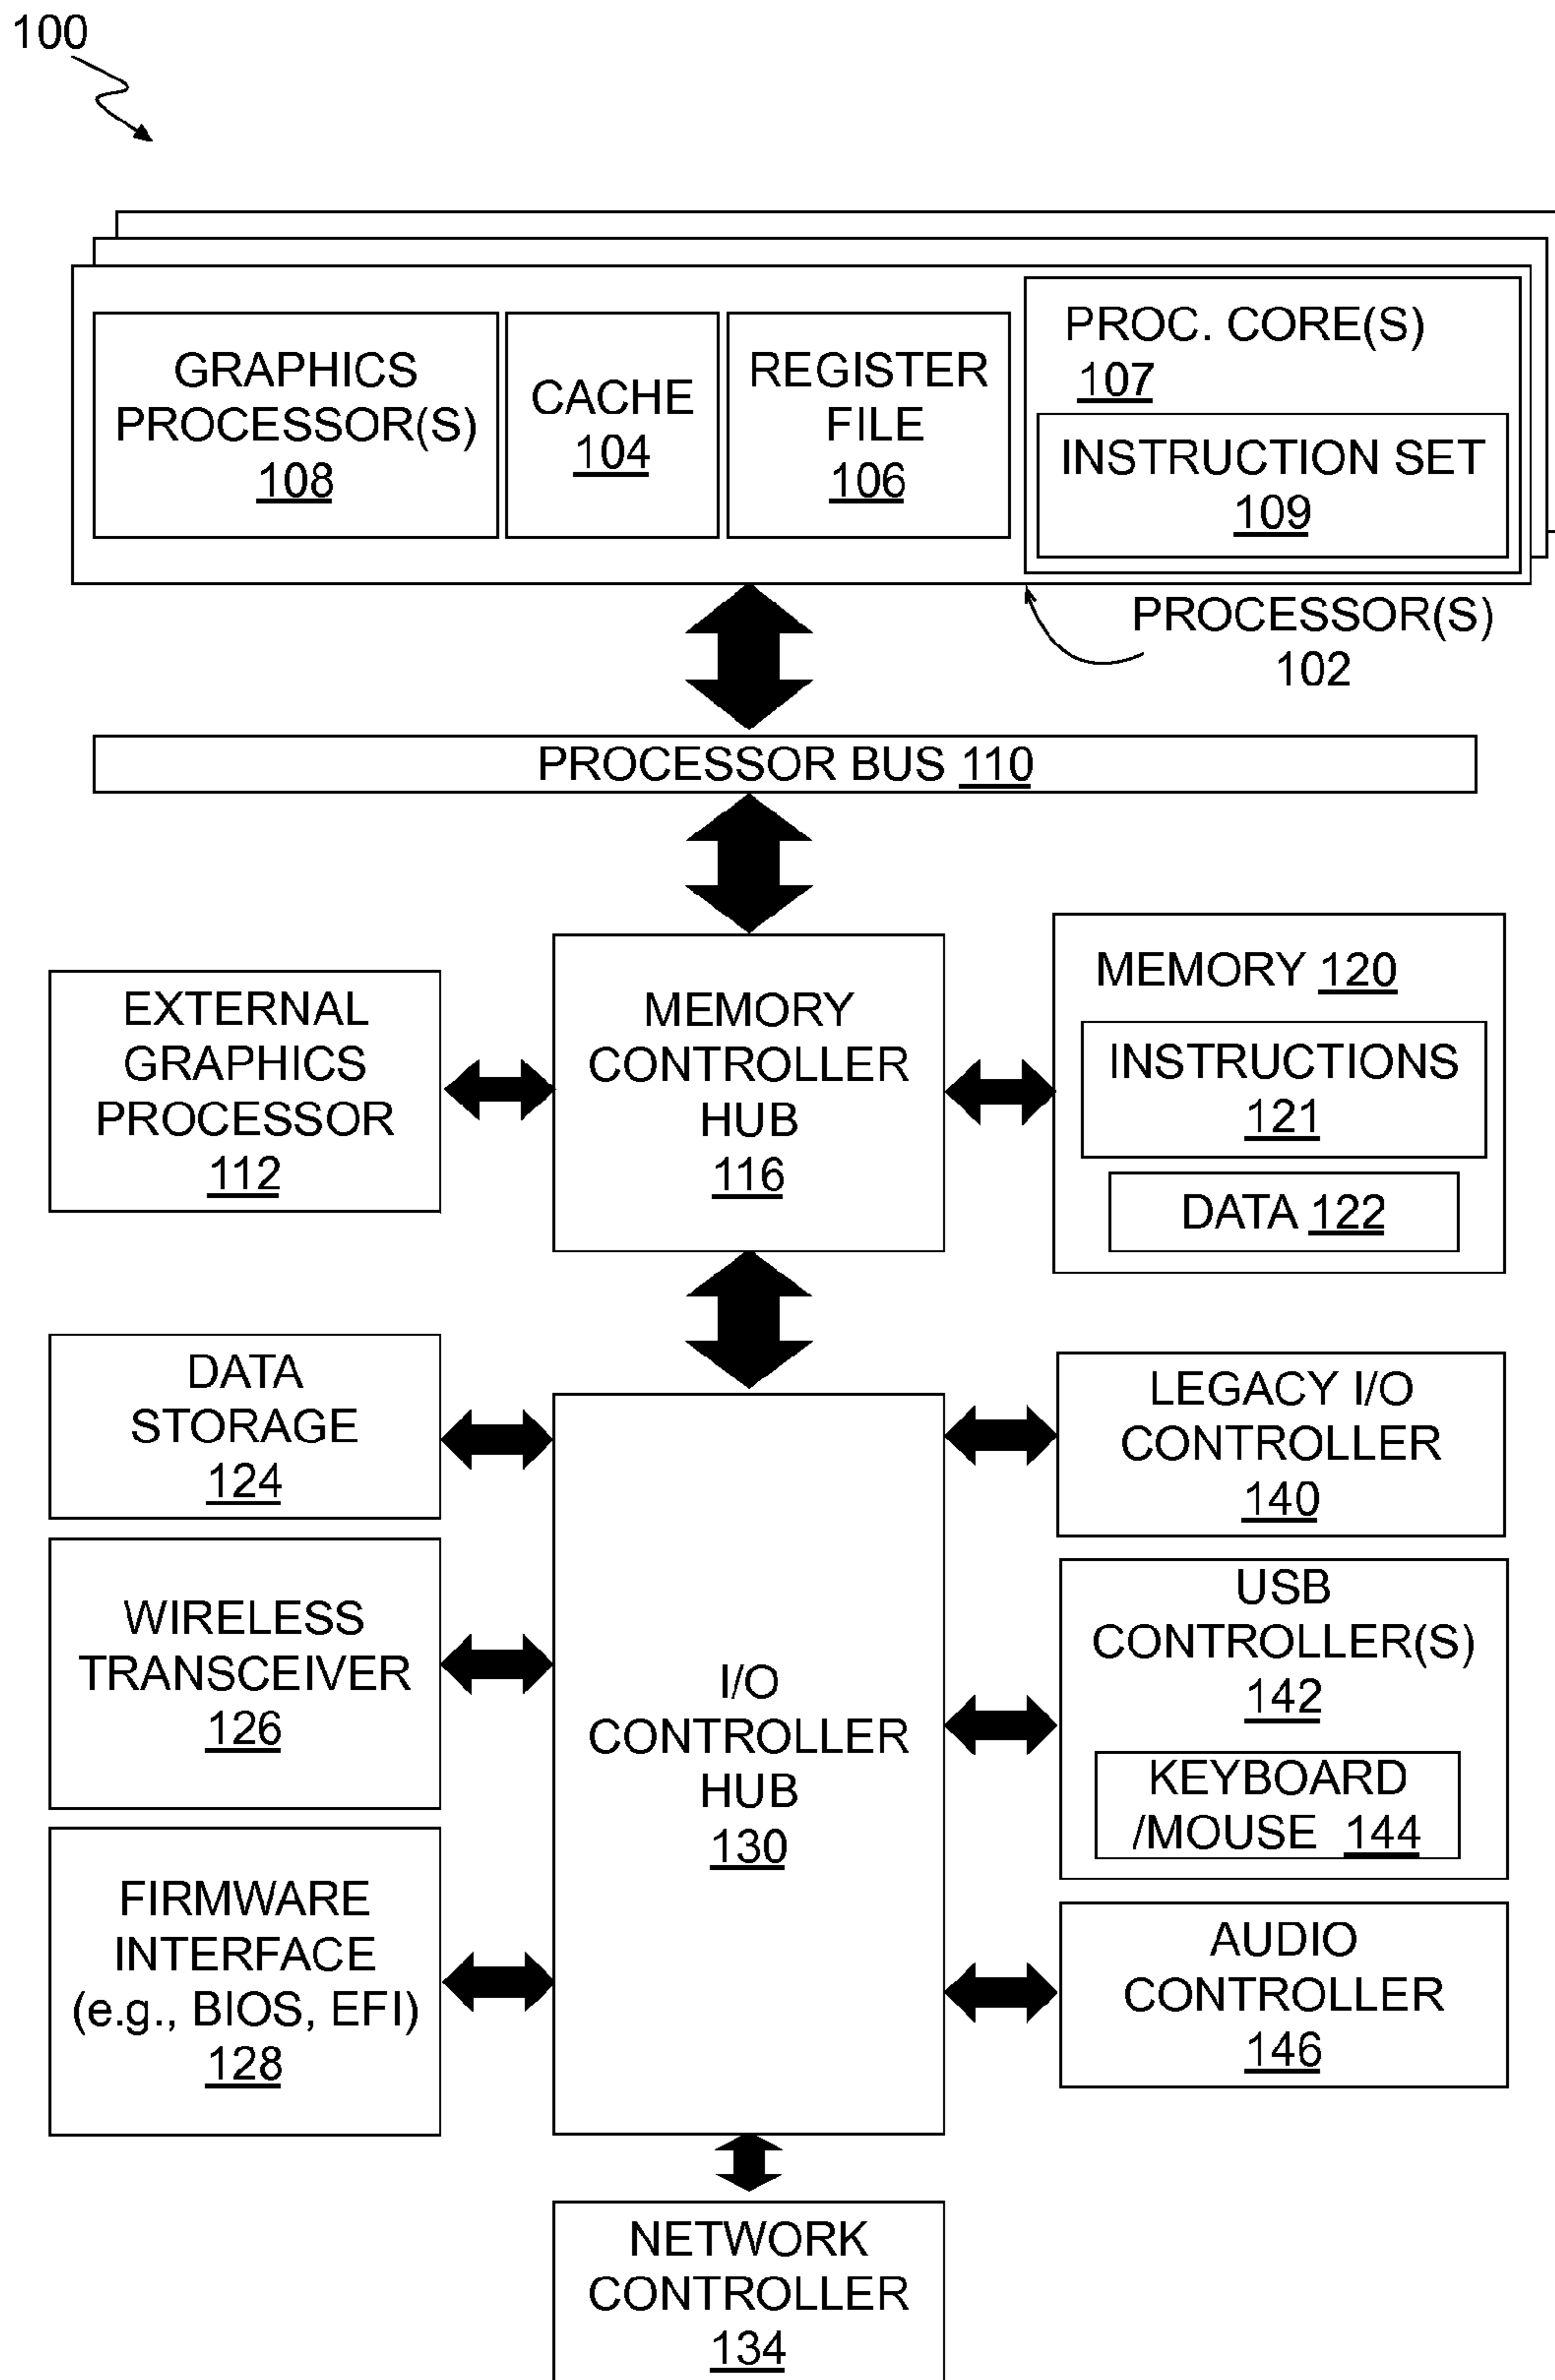 100
GRAPHICS
PROCESSOR(S)
108
CACHE
104
REGISTER
FILE
106
PROC. CORE(S)
107
INSTRUCTION SET
109
PROCESSOR(S)
102
PROCESSOR BUS 110
EXTERNAL
GRAPHICS
PROCESSOR
112
MEMORY
CONTROLLER
HUB
116
MEMORY 120
INSTRUCTIONS
121
DATA 122
DATA
STORAGE
124
WIRELESS
TRANSCEIVER
126
FIRMWARE
INTERFACE
(e.g., BIOS, EFI)
128
I/O
CONTROLLER
HUB
130
LEGACY I/O
CONTROLLER
140
USB
CONTROLLER(S)
142
KEYBOARD
/MOUSE 144
AUDIO
CONTROLLER
146
NETWORK
CONTROLLER
134